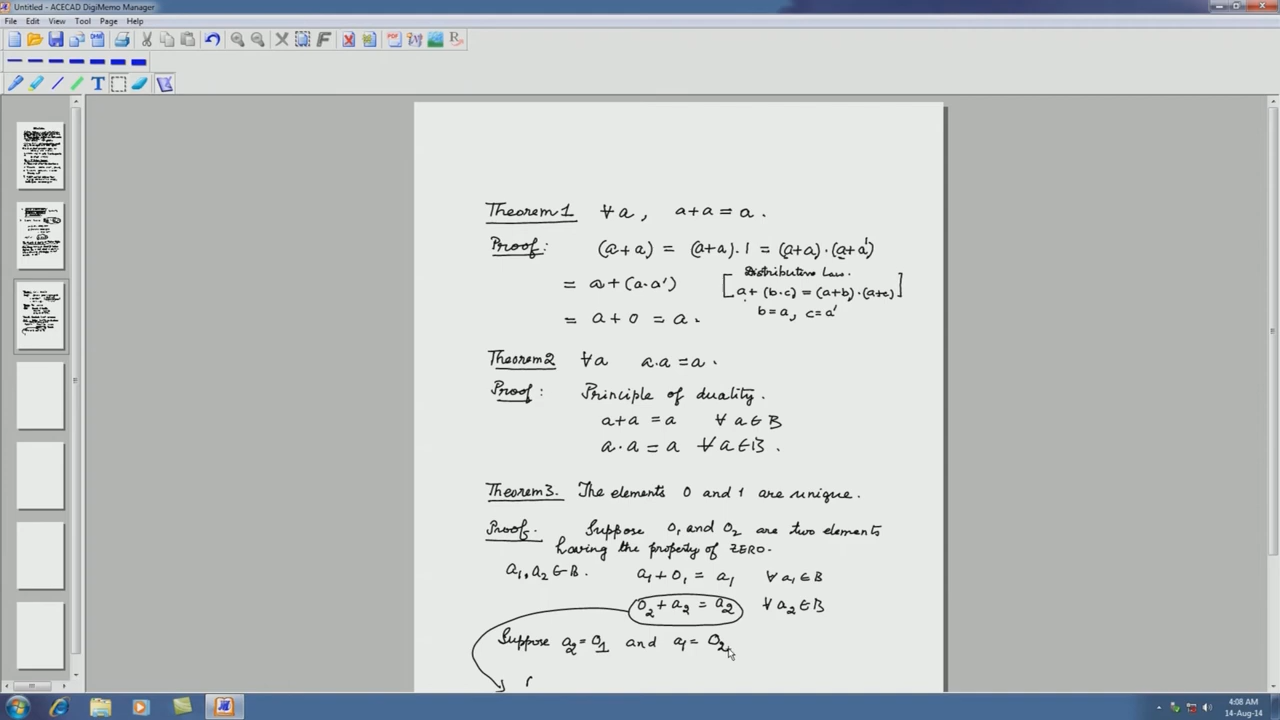 Untitled - ACECAD DigiMemo Manager
File Edit View Tool Page Help
Theorem 1 ∀a, a+a = a.
Proof: (a+a) = (a+a).1 = (a+a)·(a+a')
= a+(a·a') [Distributive Law.
a+(b·c) = (a+b)·(a+c)]
= a+0 = a. b=a, c=a'
Theorem 2 ∀a a.a = a.
Proof: Principle of duality.
a+a = a ∀ a∈B
a·a = a ∀ a∈B.
Theorem 3. The elements 0 and 1 are unique.
Proof. Suppose 0₁ and 0₂ are two elements
having the property of ZERO.
a₁, a₂ ∈ B. a₁+0₁ = a₁ ∀ a₁∈B
0₂+a₂ = a₂ ∀ a₂∈B
Suppose a₂=0₁ and a₁= 0₂
4:08 AM
14-Aug-14